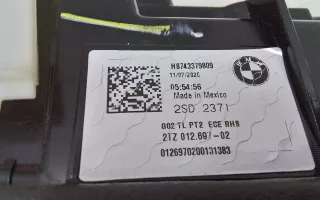 H8743379809
11/07/2020
05:54:56
Made in Mexico
2SD 2371
002 TL PT2 ECE RHS
2TZ 012.697-02
0126970200131383
BMW